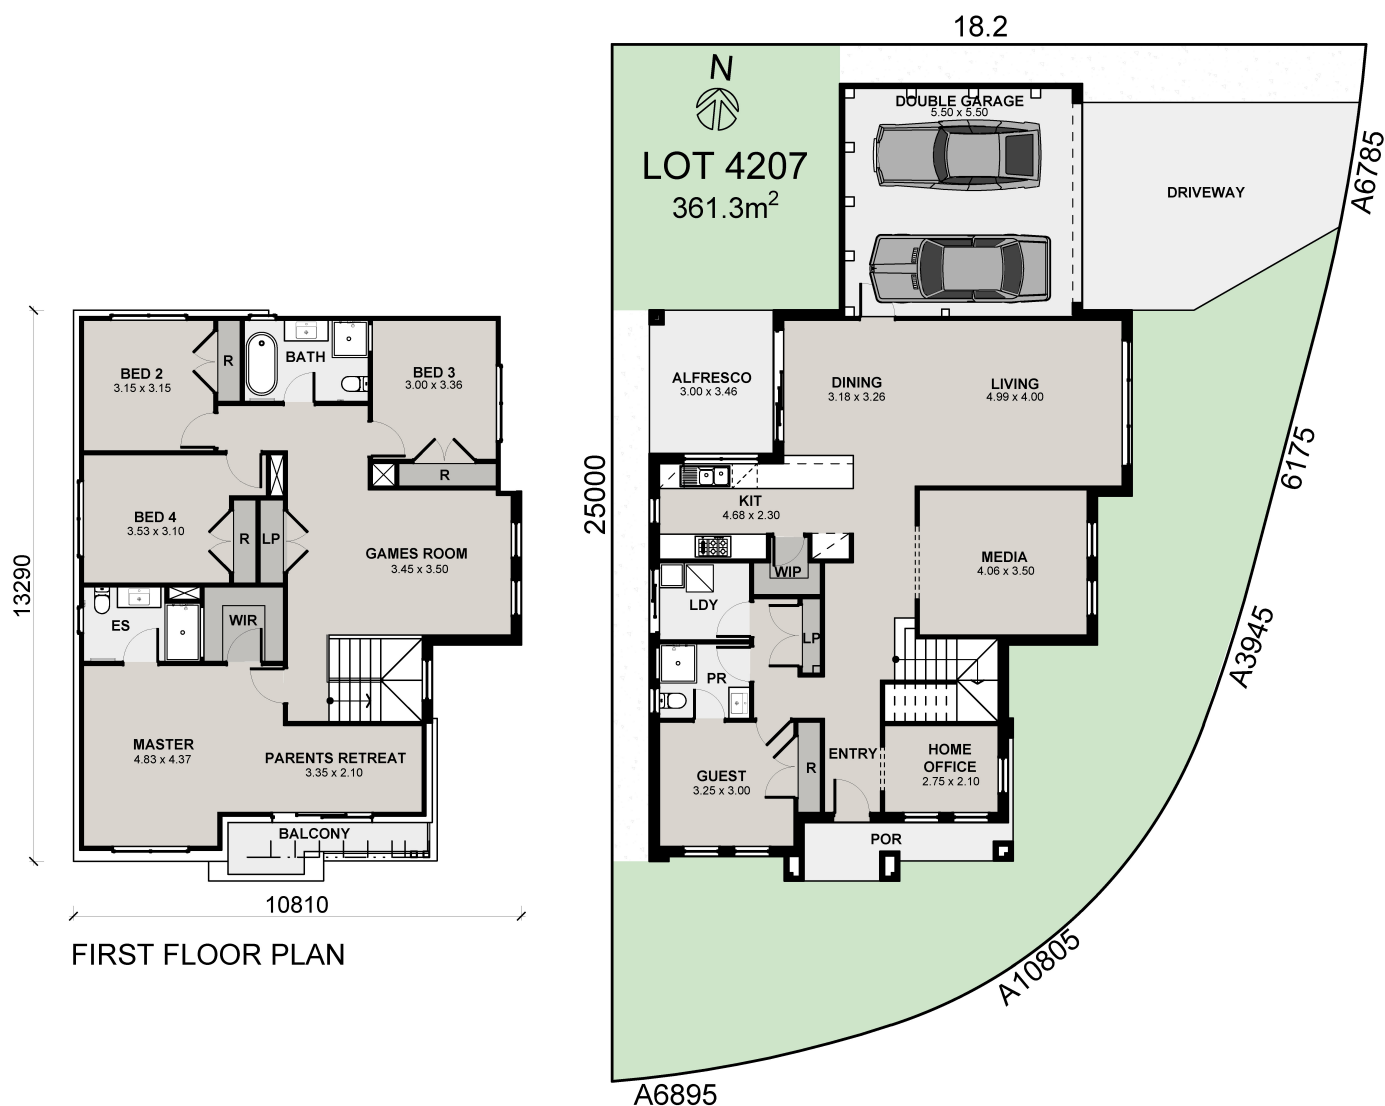 18.2
N
LOT 4207
361.3m²
DOUBLE GARAGE
5.50 x 5.50
DRIVEWAY
A6785
ALFRESCO
3.00 x 3.46
DINING
3.18 x 3.26
LIVING
4.99 x 4.00
6175
25000
KIT
4.68 x 2.30
WIP
MEDIA
4.06 x 3.50
LDY
LP
A3945
PR
GUEST
3.25 x 3.00
R
ENTRY
HOME
OFFICE
2.75 x 2.10
POR
A10805
A6895
BED 2
3.15 x 3.15
R
BATH
BED 3
3.00 x 3.36
R
BED 4
3.53 x 3.10
R
LP
GAMES ROOM
3.45 x 3.50
13290
ES
WIR
MASTER
4.83 x 4.37
PARENTS RETREAT
3.35 x 2.10
BALCONY
10810
FIRST FLOOR PLAN